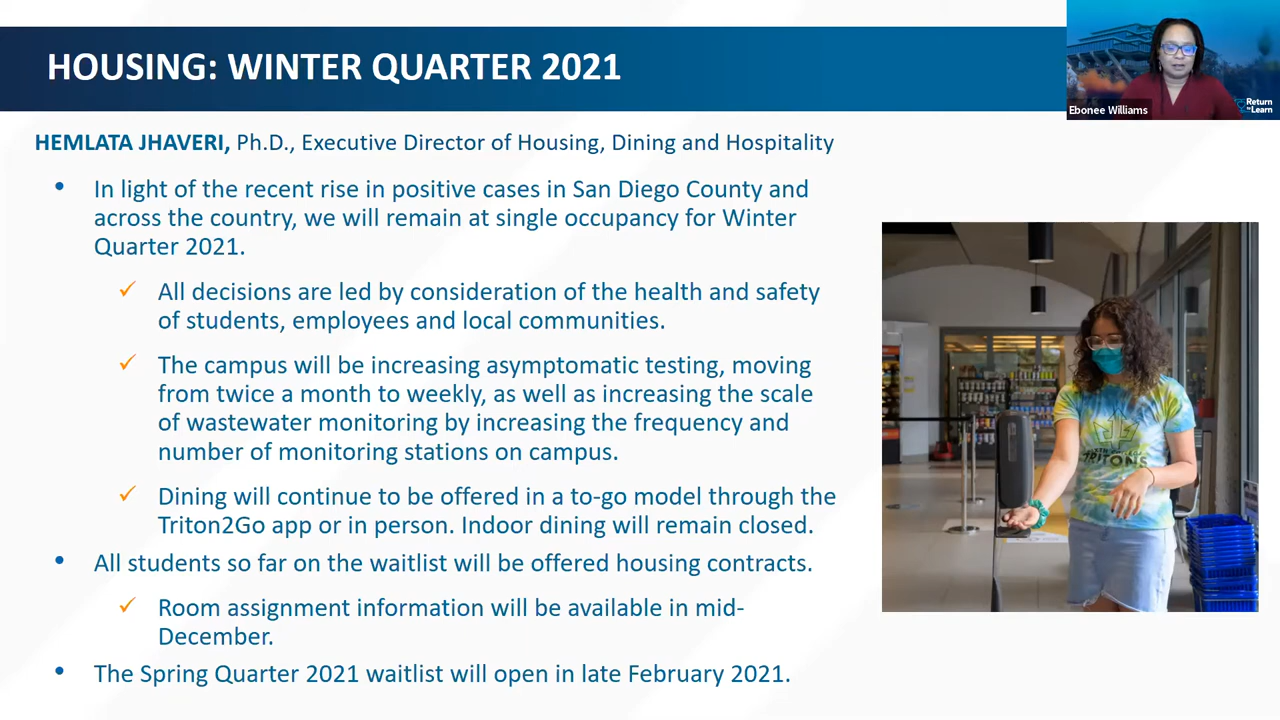 HOUSING: WINTER QUARTER 2021
Ebonee Williams
Return
to Learn
HEMLATA JHAVERI, Ph.D., Executive Director of Housing, Dining and Hospitality
• In light of the recent rise in positive cases in San Diego County and
across the country, we will remain at single occupancy for Winter
Quarter 2021.
✓ All decisions are led by consideration of the health and safety
of students, employees and local communities.
✓ The campus will be increasing asymptomatic testing, moving
from twice a month to weekly, as well as increasing the scale
of wastewater monitoring by increasing the frequency and
number of monitoring stations on campus.
✓ Dining will continue to be offered in a to-go model through the
Triton2Go app or in person. Indoor dining will remain closed.
• All students so far on the waitlist will be offered housing contracts.
✓ Room assignment information will be available in mid-
December.
• The Spring Quarter 2021 waitlist will open in late February 2021.
TRITONS